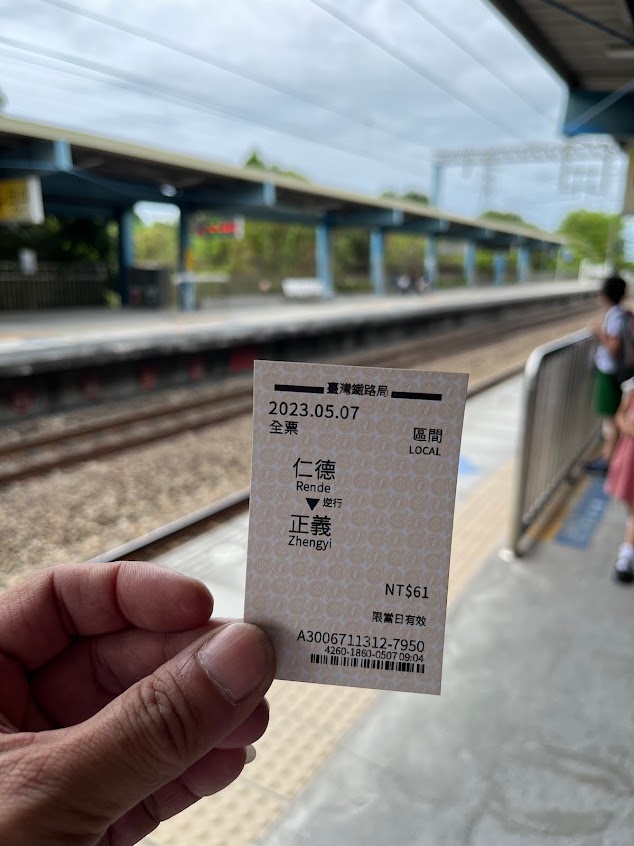 臺灣鐵路局
2023.05.07
全票
區間
LOCAL
仁德
Rende
▼逆行
正義
Zhengyi
NT$61
限當日有效
A3006711312-7950
4260-1860-0507 09:04